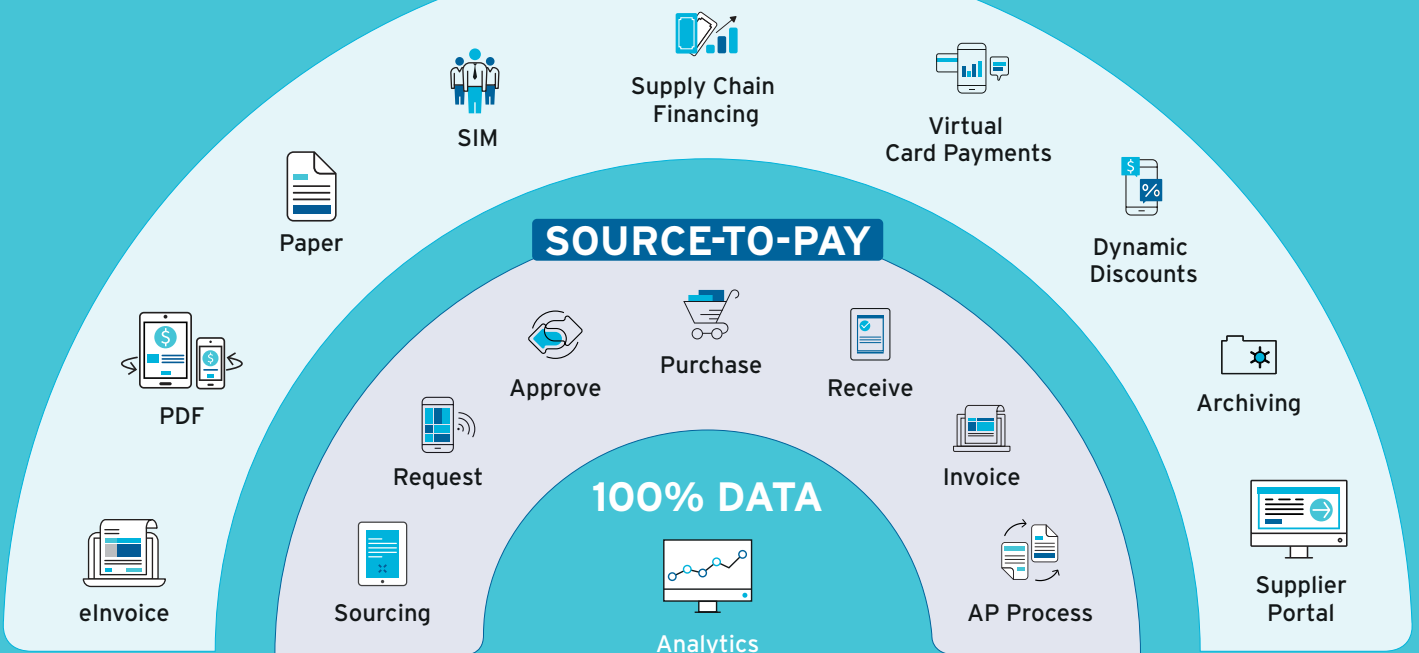 Supply Chain
Financing
SIM
Virtual
Card Payments
Paper
Dynamic
Discounts
PDF
Archiving
eInvoice
Supplier
Portal
SOURCE-TO-PAY
Purchase
Approve
Receive
Request
Invoice
Sourcing
AP Process
100% DATA
Analytics
$
%
$
$